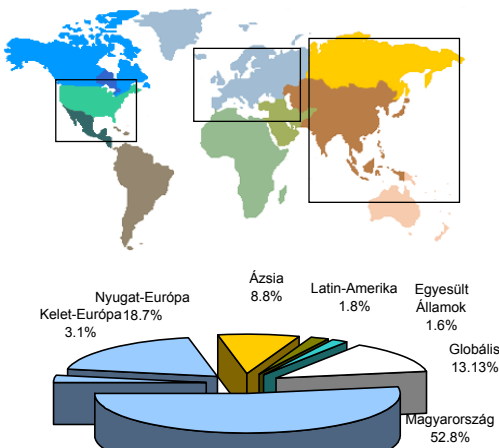 Ázsia
8.8%
Latin-Amerika
1.8%
Egyesült
Államok
1.6%
Nyugat-Európa
18.7%
Kelet-Európa
3.1%
Globális
13.13%
Magyarország
52.8%